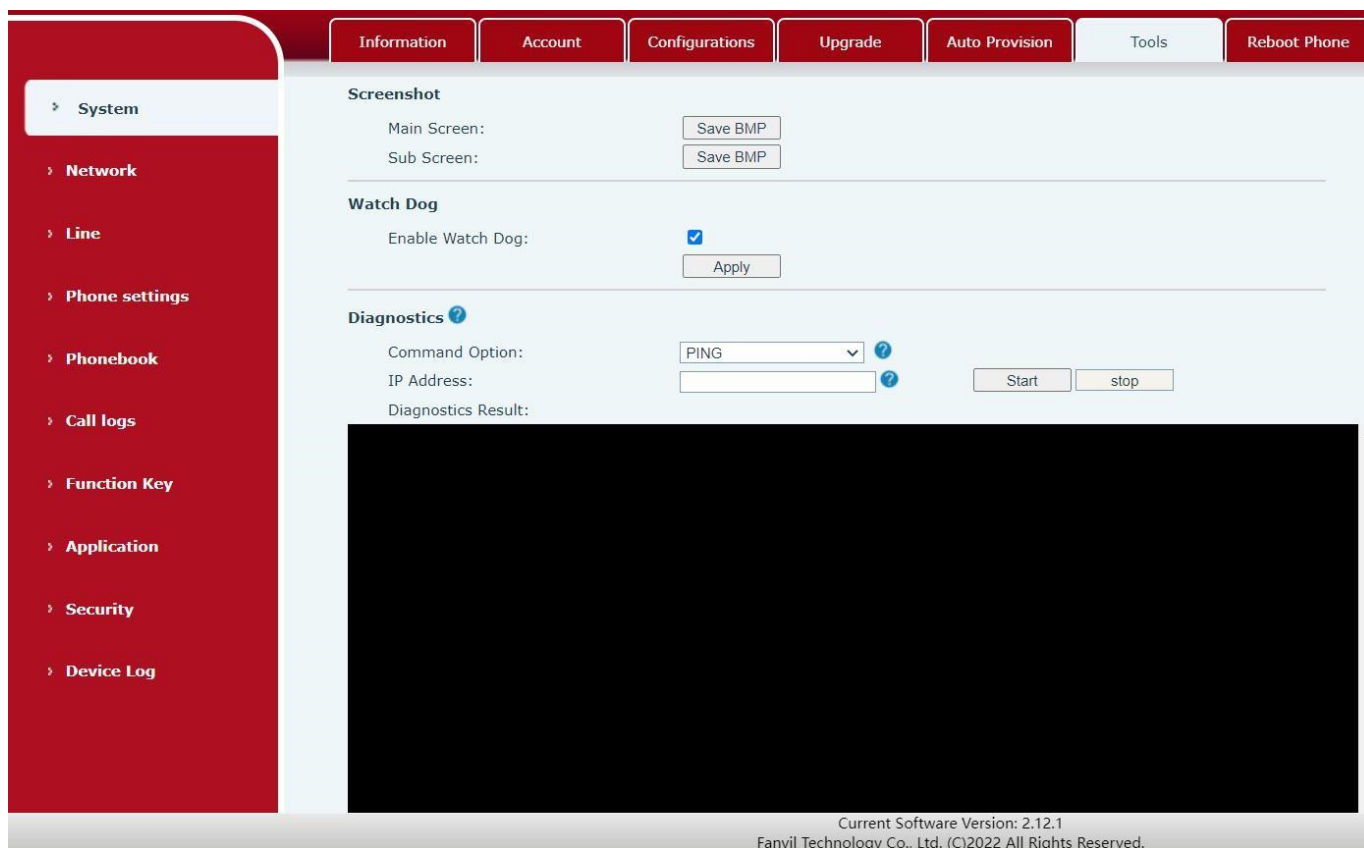 Information Account Configurations Upgrade Auto Provision Tools Reboot Phone
System
Network
Line
Phone settings
Phonebook
Call logs
Function Key
Application
Security
Device Log
Screenshot
Main Screen: Save BMP
Sub Screen: Save BMP
Watch Dog
Enable Watch Dog:
Apply
Diagnostics ?
Command Option: PING ?
IP Address: ? Start stop
Diagnostics Result:
Current Software Version: 2.12.1
Fanvil Technology Co., Ltd. (C)2022 All Rights Reserved.